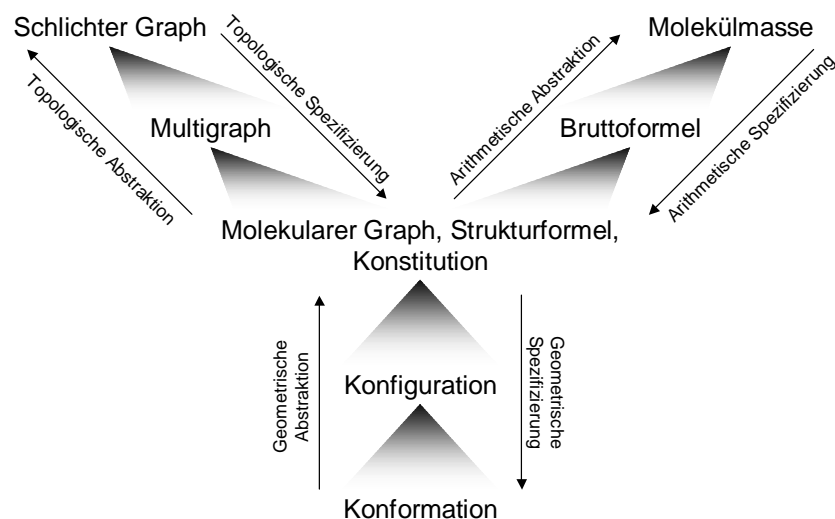 Schlichter Graph
Molekülmasse
Topologische Spezifizierung
Topologische Abstraktion
Arithmetische Abstraktion
Arithmetische Spezifizierung
Multigraph
Bruttoformel
Molekularer Graph, Strukturformel,
Konstitution
Geometrische
Abstraktion
Geometrische
Spezifizierung
Konfiguration
Konformation